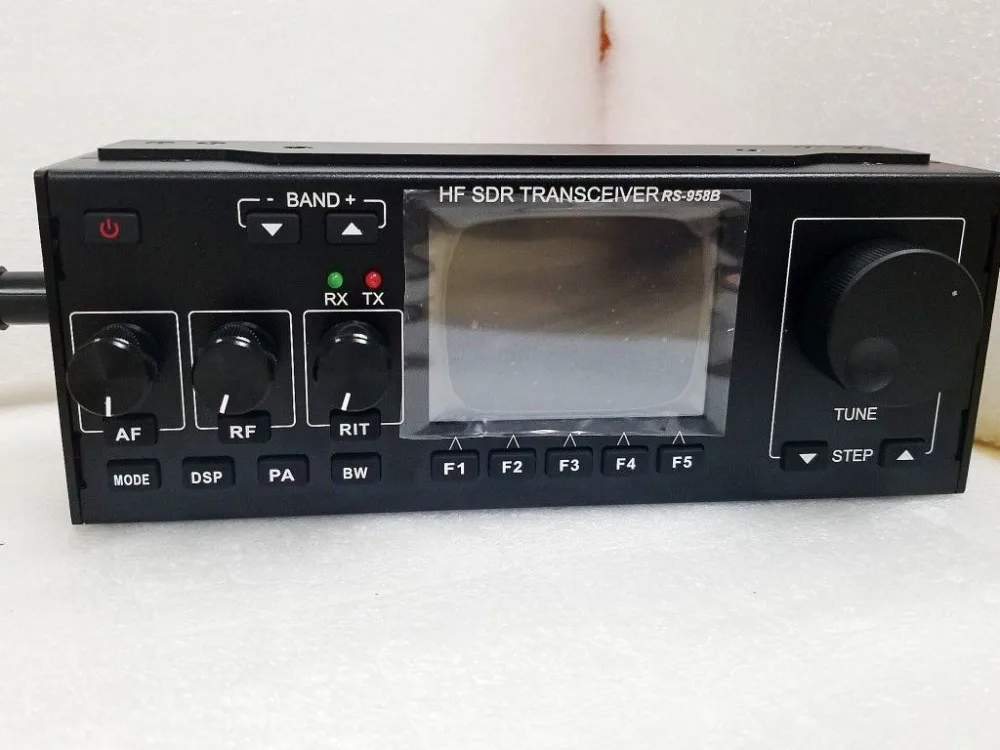 - BAND +
HF SDR TRANSCEIVER RS-958B
RX TX
AF RF RIT
MODE DSP PA BW
F1 F2 F3 F4 F5
TUNE
STEP